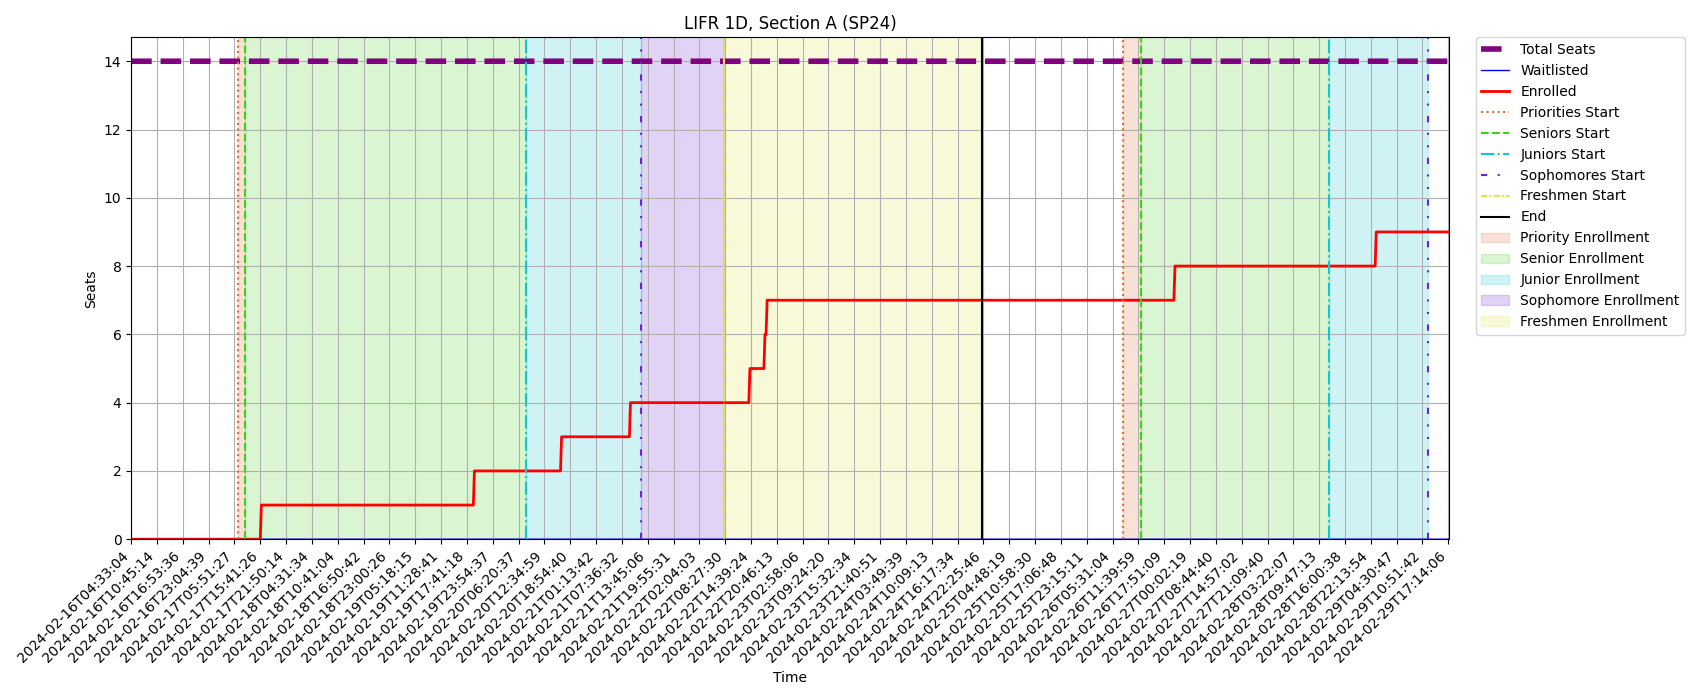 LIFR 1D, Section A (SP24)
Total Seats
Waitlisted
Enrolled
Priorities Start
Seniors Start
Juniors Start
Sophomores Start
Freshmen Start
End
Priority Enrollment
Senior Enrollment
Junior Enrollment
Sophomore Enrollment
Freshmen Enrollment
Seats
14
12
10
8
6
4
2
0
2024-02-16T04:33:04
2024-02-16T10:45:14
2024-02-16T16:53:36
2024-02-16T23:04:39
2024-02-17T05:51:27
2024-02-17T15:41:26
2024-02-17T21:50:14
2024-02-18T04:31:34
2024-02-18T10:41:04
2024-02-18T16:50:42
2024-02-18T23:00:26
2024-02-19T05:18:15
2024-02-19T11:28:41
2024-02-19T17:41:18
2024-02-19T23:54:37
2024-02-20T06:20:37
2024-02-20T12:34:59
2024-02-20T18:54:40
2024-02-21T01:13:42
2024-02-21T07:36:32
2024-02-21T13:45:06
2024-02-21T19:55:31
2024-02-22T02:04:03
2024-02-22T08:27:30
2024-02-22T14:39:24
2024-02-22T20:46:13
2024-02-23T02:58:06
2024-02-23T09:24:20
2024-02-23T15:32:34
2024-02-23T21:40:51
2024-02-24T03:49:39
2024-02-24T10:09:13
2024-02-24T16:17:34
2024-02-24T22:25:46
2024-02-25T04:48:19
2024-02-25T10:58:30
2024-02-25T17:06:48
2024-02-25T23:15:11
2024-02-26T05:31:04
2024-02-26T11:39:59
2024-02-26T17:51:09
2024-02-27T00:02:19
2024-02-27T08:44:40
2024-02-27T14:57:02
2024-02-27T21:09:40
2024-02-28T03:22:07
2024-02-28T09:47:13
2024-02-28T16:00:38
2024-02-28T22:13:54
2024-02-29T04:30:47
2024-02-29T10:51:42
2024-02-29T17:14:06
Time